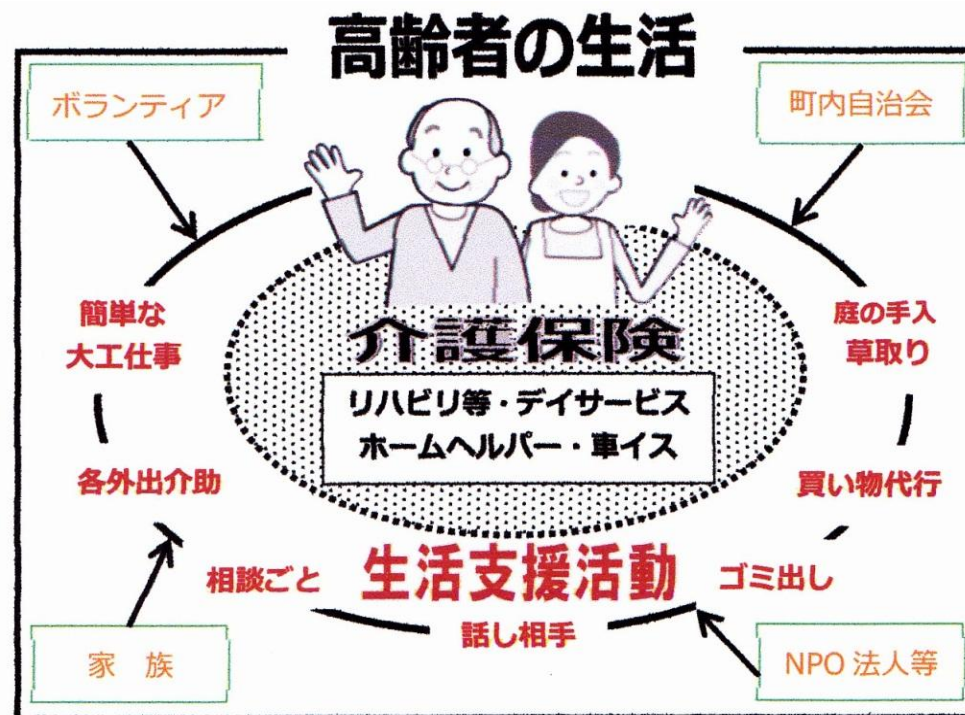 高齢者の生活
ボランティア
町内自治会
簡単な
大工仕事
庭の手入
草取り
介護保険
リハビリ等・デイサービス
ホームヘルパー・車イス
各外出介助
買い物代行
相談ごと
生活支援活動
ゴミ出し
話し相手
家　族
NPO 法人等